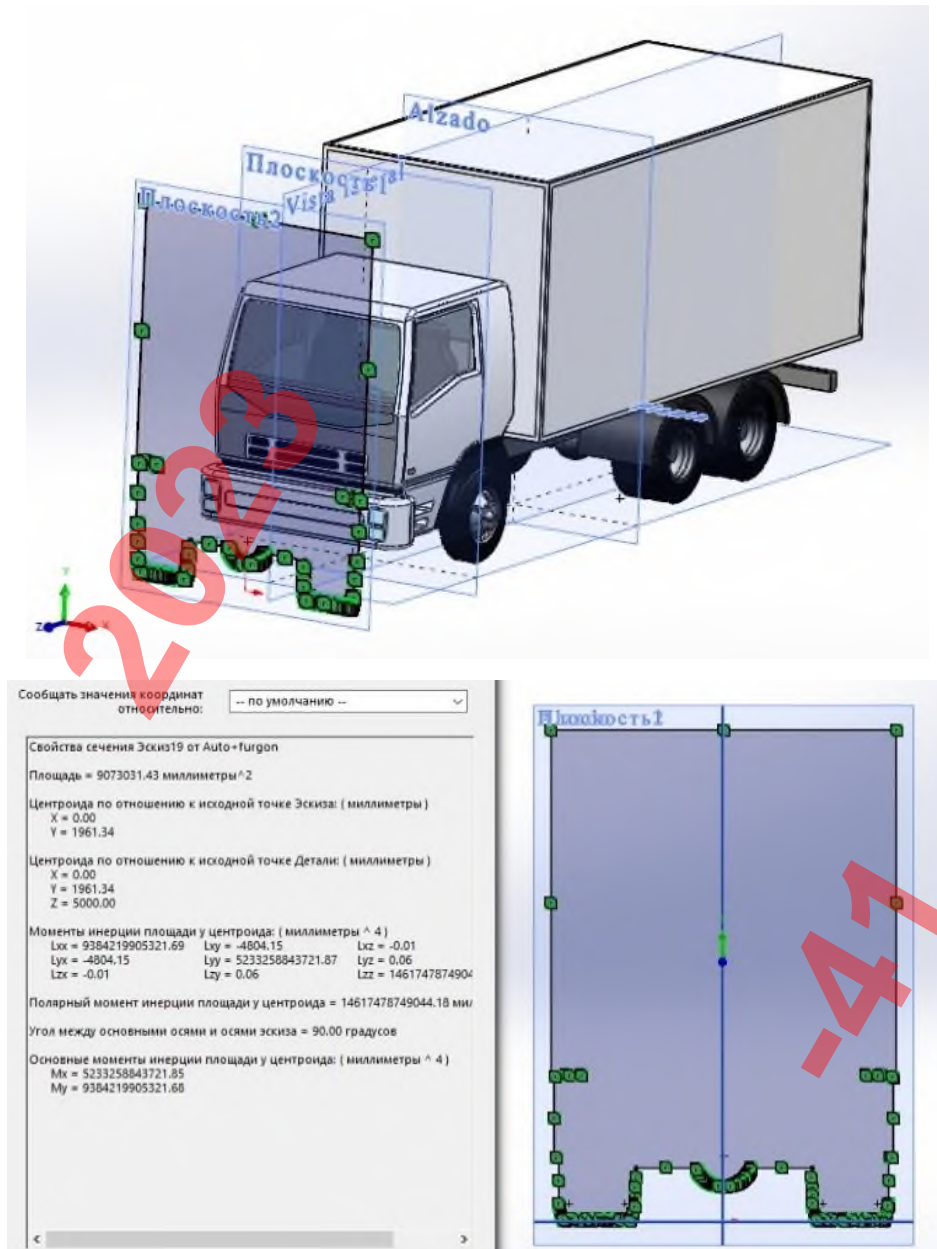 Alzado
Плоскость1
Vista
Плоскость2
Y
Z
X
2023
Сообщать значения координат
относительно:
-- по умолчанию --
Свойства сечения Эскиз19 от Auto+furgon
Площадь = 9073031.43 миллиметры^2
Центроида по отношению к исходной точке Эскиза: ( миллиметры )
X = 0.00
Y = 1961.34
Центроида по отношению к исходной точке Детали: ( миллиметры )
X = 0.00
Y = 1961.34
Z = 5000.00
Моменты инерции площади у центроида: ( миллиметры ^ 4 )
Lxx = 9384219905321.69 Lxy = -4804.15 Lxz = -0.01
Lyx = -4804.15 Lyy = 5233258843721.87 Lyz = 0.06
Lzx = -0.01 Lzy = 0.06 Lzz = 1461747874904
Полярный момент инерции площади у центроида = 14617478749044.18 мил
Угол между основными осями и осями эскиза = 90.00 градусов
Основные моменты инерции площади у центроида: ( миллиметры ^ 4 )
Mx = 5233258843721.85
My = 9384219905321.68
-41